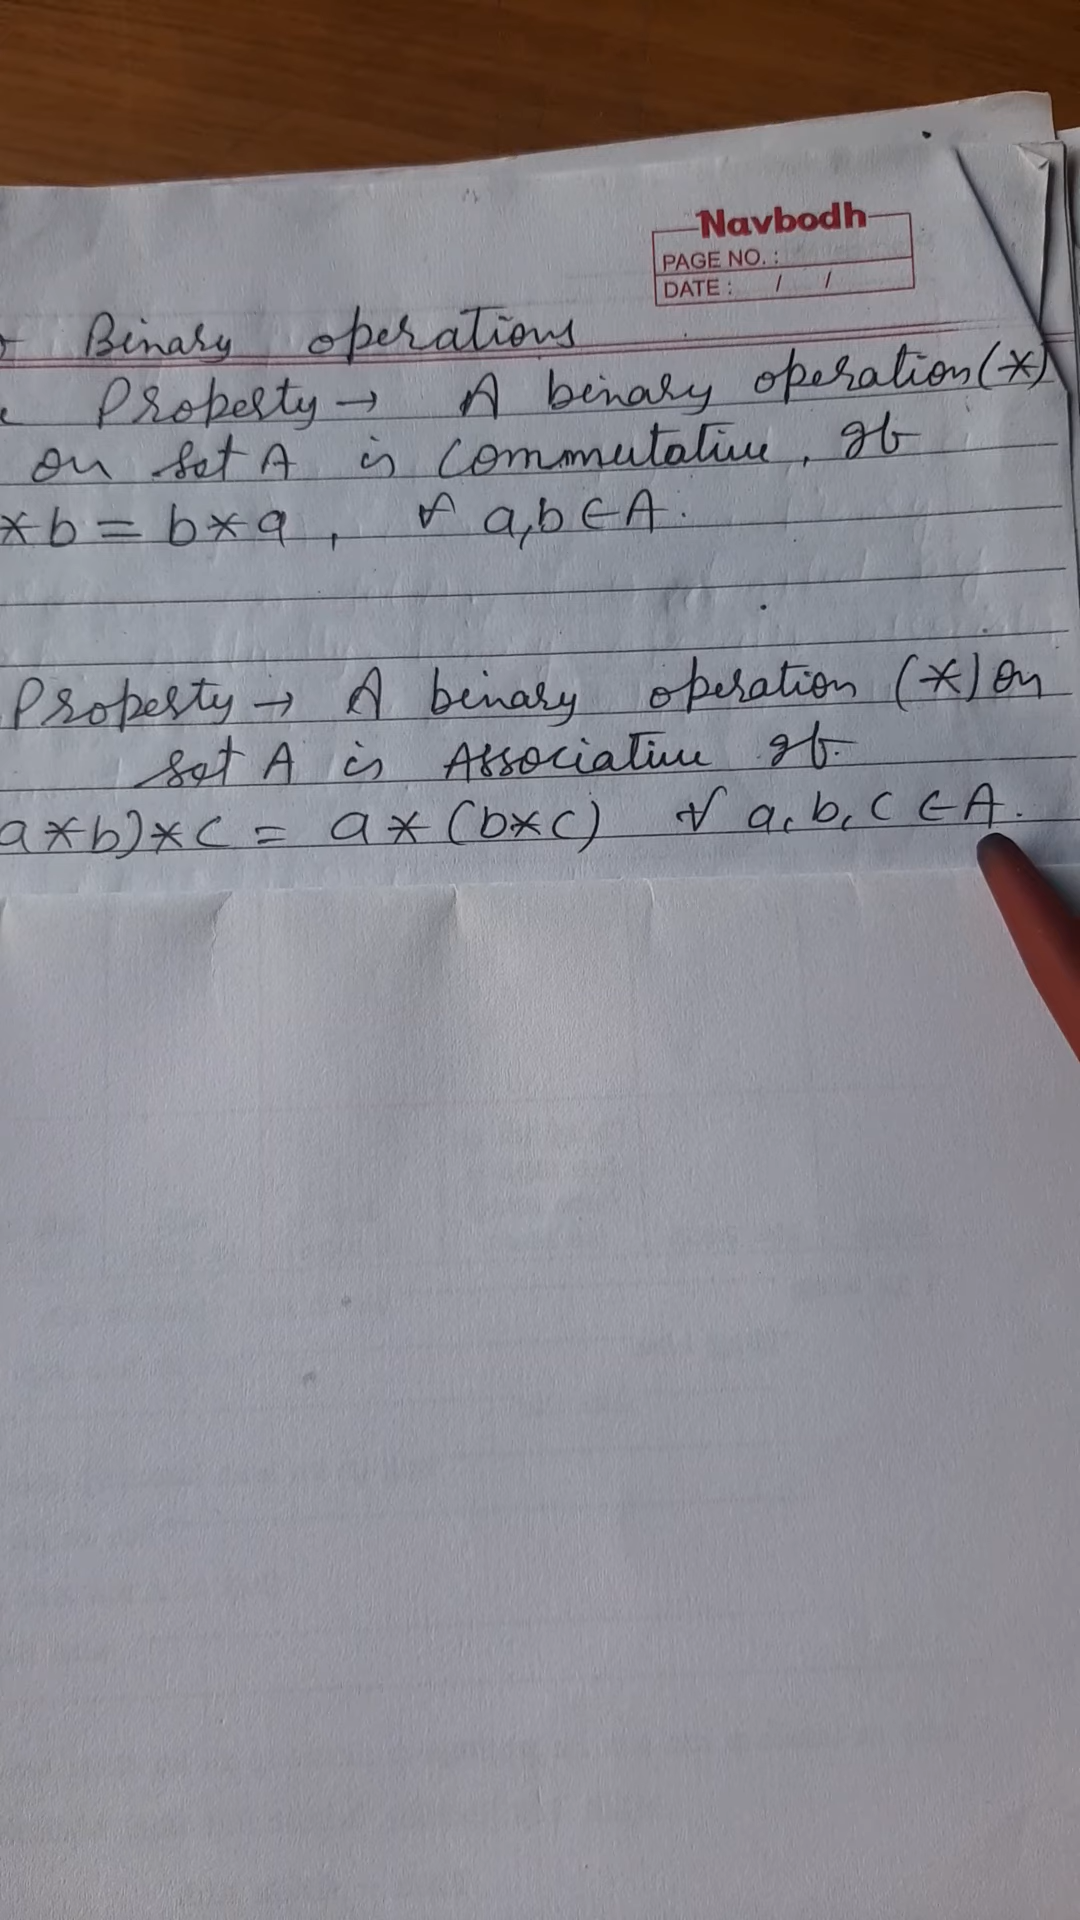 Navbodh
PAGE NO. :
DATE : / /
Binary operations
Property → A binary operation (*)
on set A is commutative, if
* b = b * a , ∀ a,b ∈ A.
Property → A binary operation (*) on
set A is Associative if
a * b) * c = a * (b * c) ∀ a, b, c ∈ A.